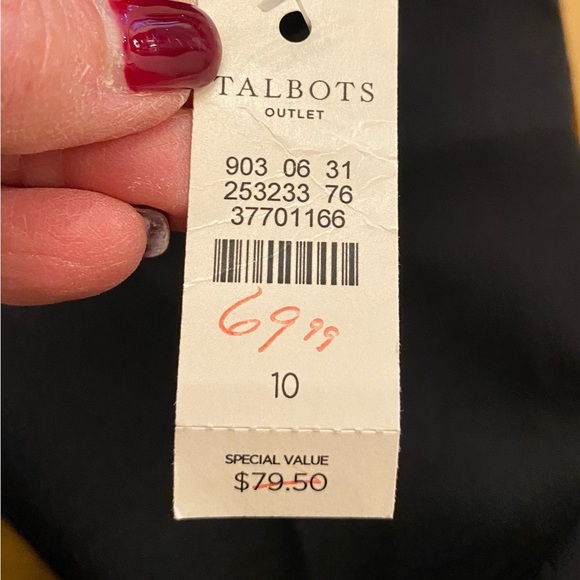 TALBOTS
OUTLET
903 06 31
253233 76
37701166
69 99
10
SPECIAL VALUE
$79.50